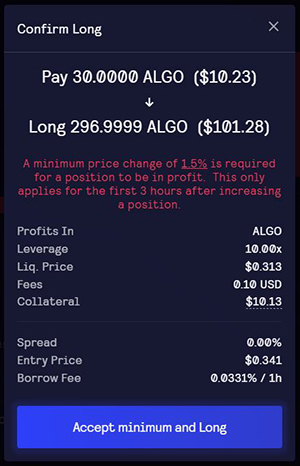 Confirm Long
Pay 30.0000 ALGO ($10.23)
Long 296.9999 ALGO ($101.28)
A minimum price change of 1.5% is required
for a position to be in profit. This only
applies for the first 3 hours after increasing
a position.
Profits In ALGO
Leverage 10.00x
Liq. Price $0.313
Fees 0.10 USD
Collateral $10.13
Spread 0.00%
Entry Price $0.341
Borrow Fee 0.0331% / 1h
Accept minimum and Long